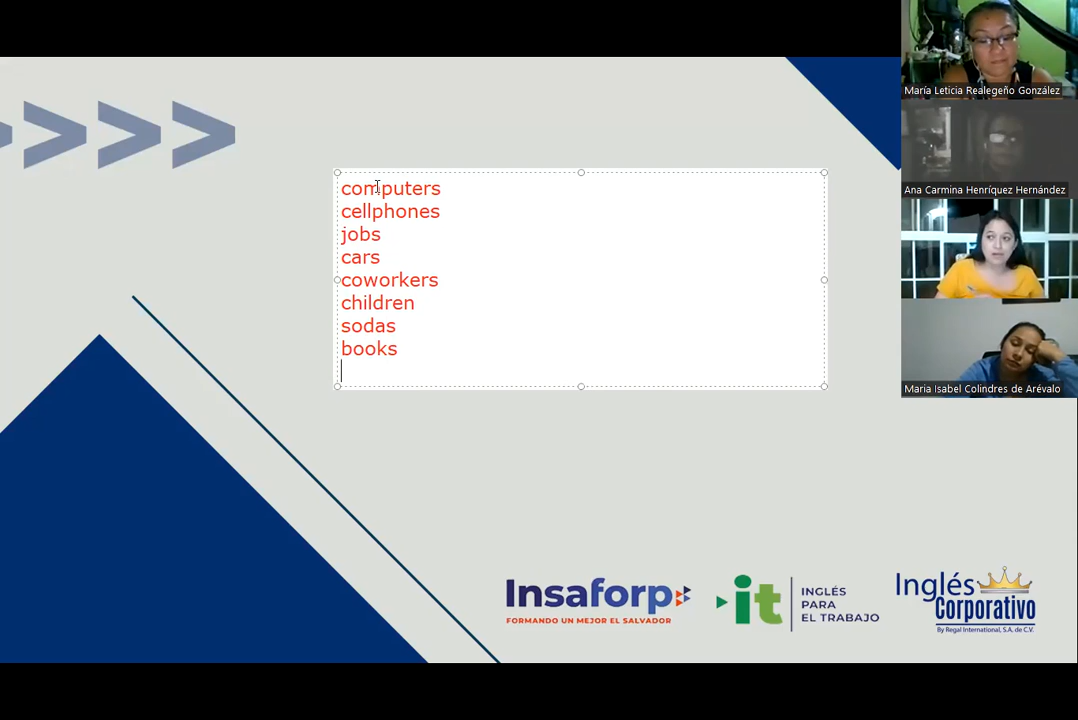 computers
cellphones
jobs
cars
coworkers
children
sodas
books
María Leticia Realegeño González
Ana Carmina Henríquez Hernández
Maria Isabel Colindres de Arévalo
Insaforp
FORMANDO UN MEJOR EL SALVADOR
it
INGLÉS
PARA
EL TRABAJO
Inglés
Corporativo
By Regal International, S.A. de C.V.